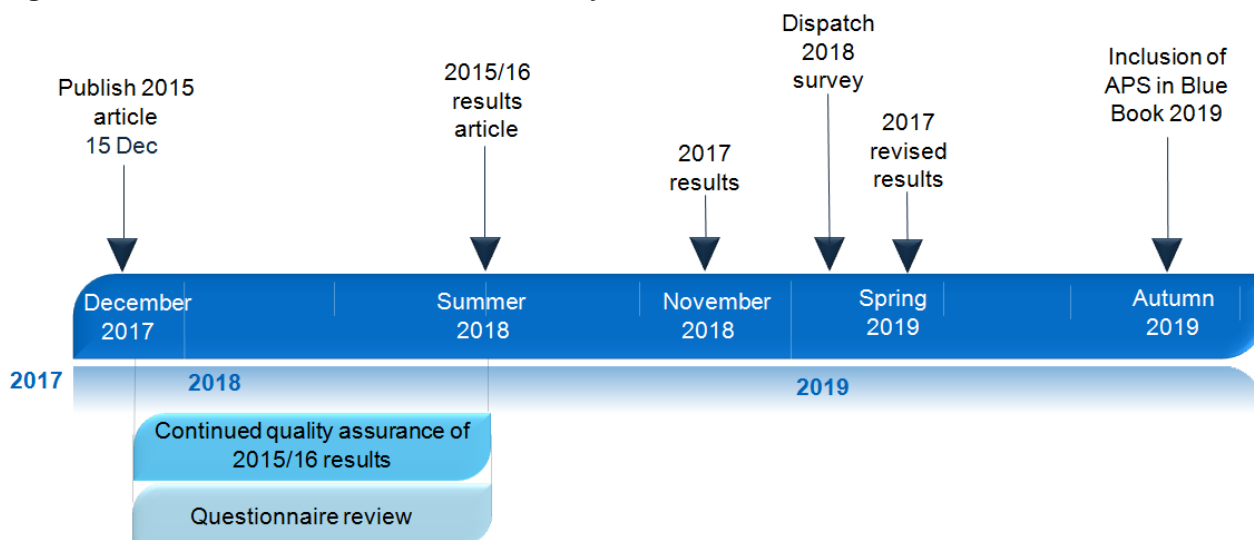 Publish 2015
article
15 Dec
2015/16
results
article
2017
results
Dispatch
2018
survey
2017
revised
results
Inclusion of
APS in Blue
Book 2019
December
2017
Summer
2018
November
2018
Spring
2019
Autumn
2019
2017
2018
2019
Continued quality assurance of
2015/16 results
Questionnaire review